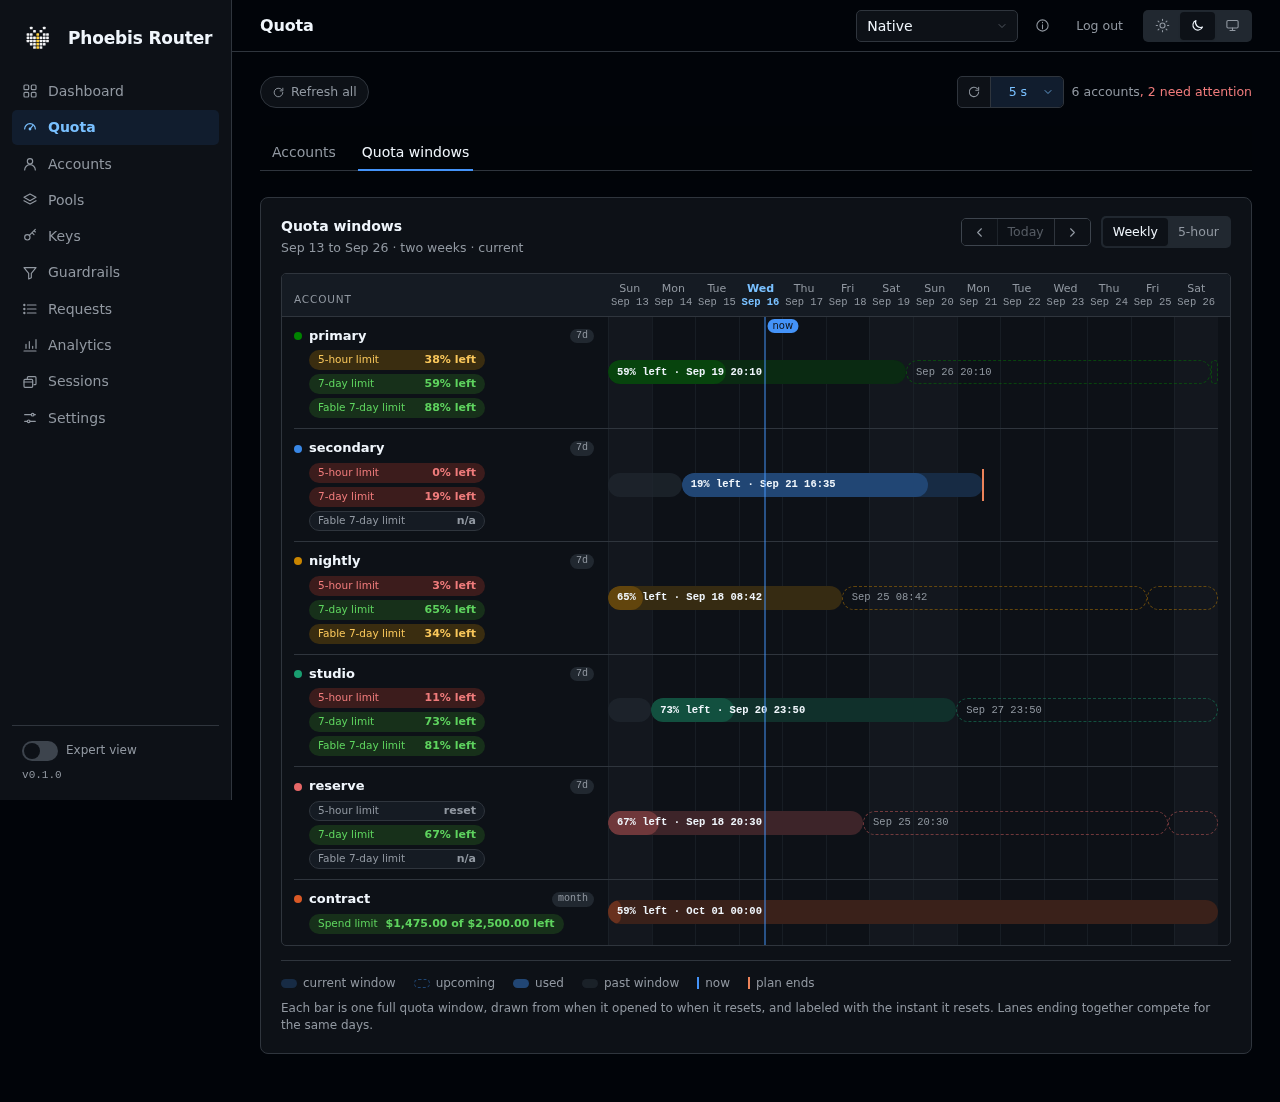 Phoebis Router
Quota
Native
Log out
Dashboard
Quota
Accounts
Pools
Keys
Guardrails
Requests
Analytics
Sessions
Settings
Expert view
v0.1.0
Refresh all
5 s
6 accounts, 2 need attention
Accounts
Quota windows
Quota windows
Sep 13 to Sep 26 · two weeks · current
Today
Weekly
5-hour
ACCOUNT
Sun Mon Tue Wed Thu Fri Sat Sun Mon Tue Wed Thu Fri Sat
Sep 13 Sep 14 Sep 15 Sep 16 Sep 17 Sep 18 Sep 19 Sep 20 Sep 21 Sep 22 Sep 23 Sep 24 Sep 25 Sep 26
now
primary 7d
5-hour limit 38% left
7-day limit 59% left
Fable 7-day limit 88% left
59% left · Sep 19 20:10
Sep 26 20:10
secondary 7d
5-hour limit 0% left
7-day limit 19% left
Fable 7-day limit n/a
19% left · Sep 21 16:35
nightly 7d
5-hour limit 3% left
7-day limit 65% left
Fable 7-day limit 34% left
65% left · Sep 18 08:42
Sep 25 08:42
studio 7d
5-hour limit 11% left
7-day limit 73% left
Fable 7-day limit 81% left
73% left · Sep 20 23:50
Sep 27 23:50
reserve 7d
5-hour limit reset
7-day limit 67% left
Fable 7-day limit n/a
67% left · Sep 18 20:30
Sep 25 20:30
contract month
Spend limit $1,475.00 of $2,500.00 left
59% left · Oct 01 00:00
current window
upcoming
used
past window
now
plan ends
Each bar is one full quota window, drawn from when it opened to when it resets, and labeled with the instant it resets. Lanes ending together compete for
the same days.